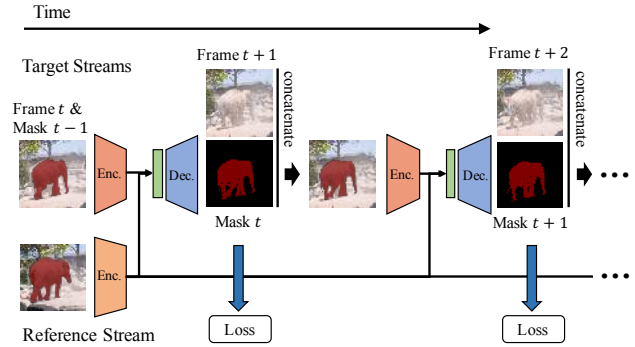 Time
Target Streams
Frame t + 1
Frame t + 2
concatenate
concatenate
Frame t &
Mask t − 1
Enc.
Dec.
Enc.
Dec.
Mask t
Mask t + 1
Enc.
Reference Stream
Loss
Loss